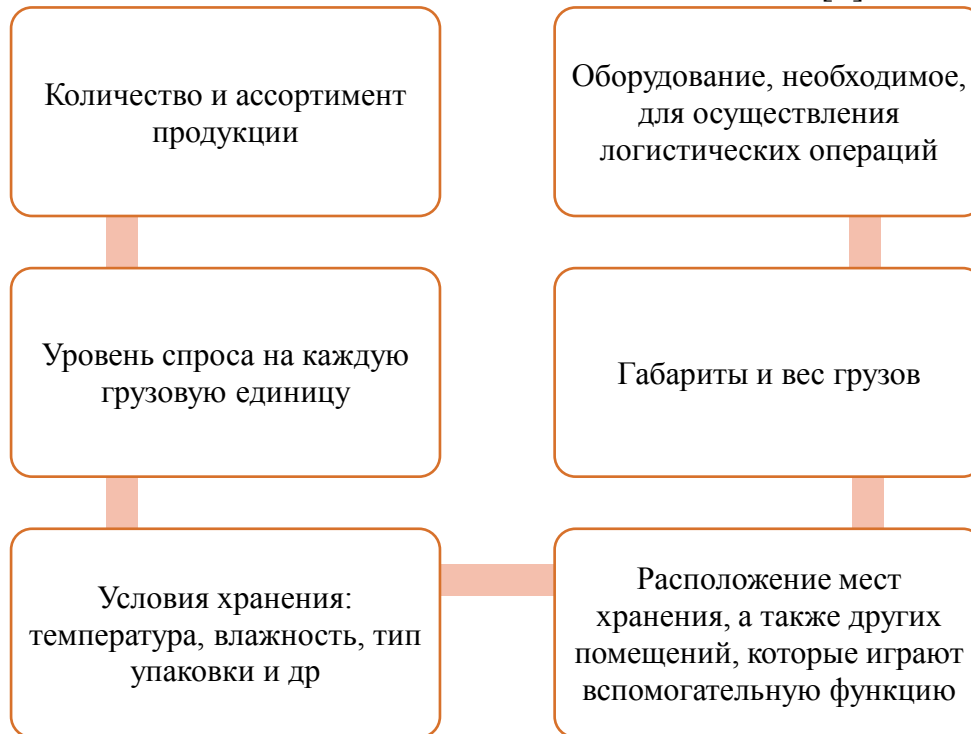 Количество и ассортимент
продукции
Уровень спроса на каждую
грузовую единицу
Условия хранения:
температура, влажность, тип
упаковки и др
Расположение мест
хранения, а также других
помещений, которые играют
вспомогательную функцию
Габариты и вес грузов
Оборудование, необходимое,
для осуществления
логистических операций